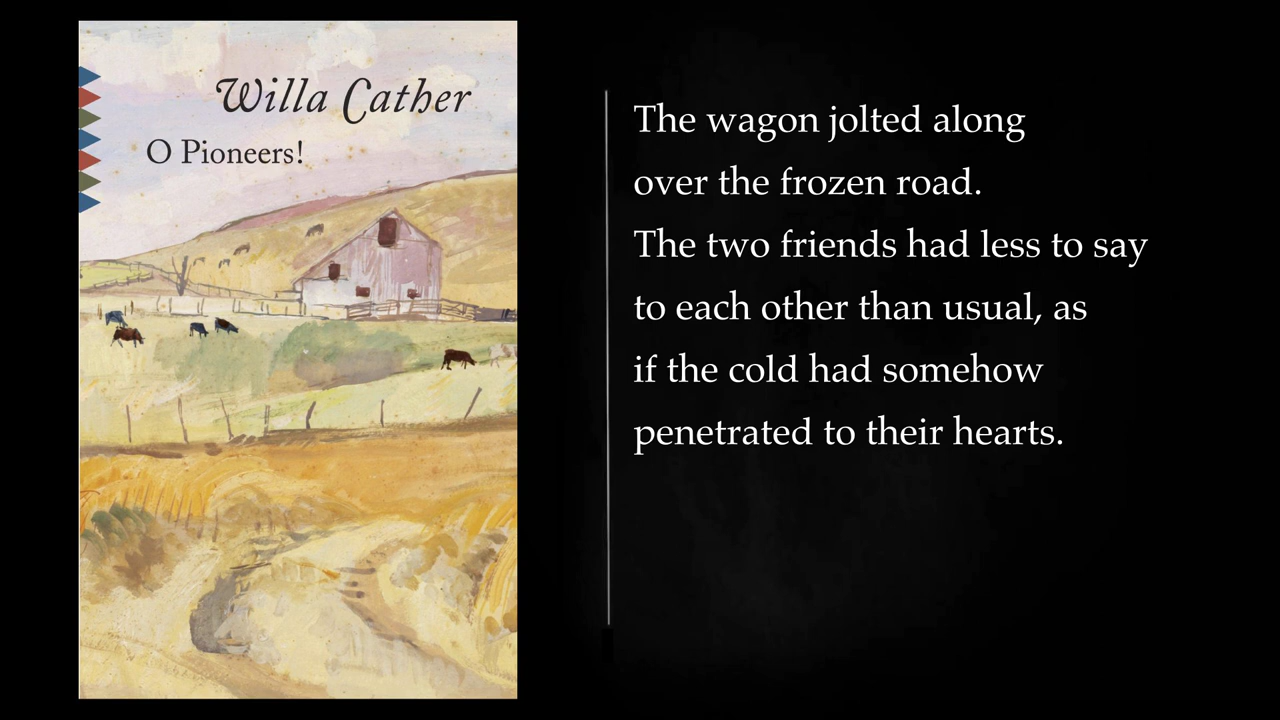 Willa Cather
O Pioneers!
The wagon jolted along
over the frozen road.
The two friends had less to say
to each other than usual, as
if the cold had somehow
penetrated to their hearts.